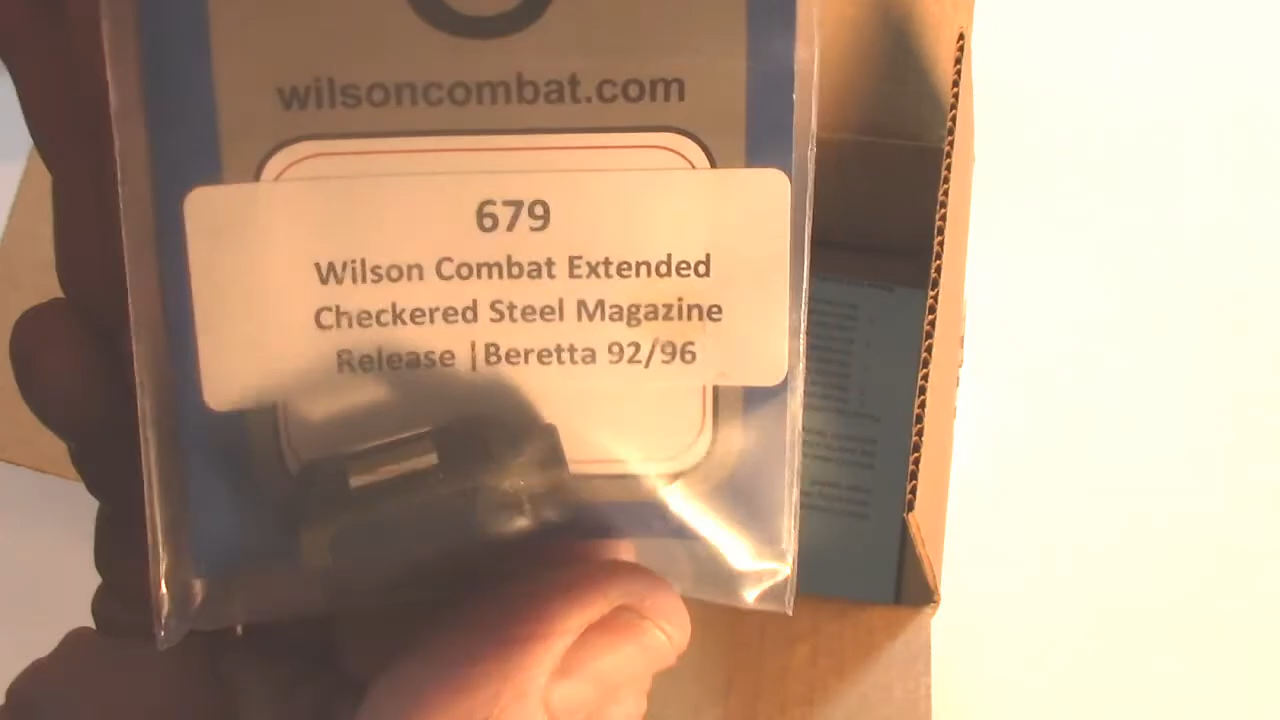 wilsoncombat.com
679
Wilson Combat Extended
Checkered Steel Magazine
Release |Beretta 92/96